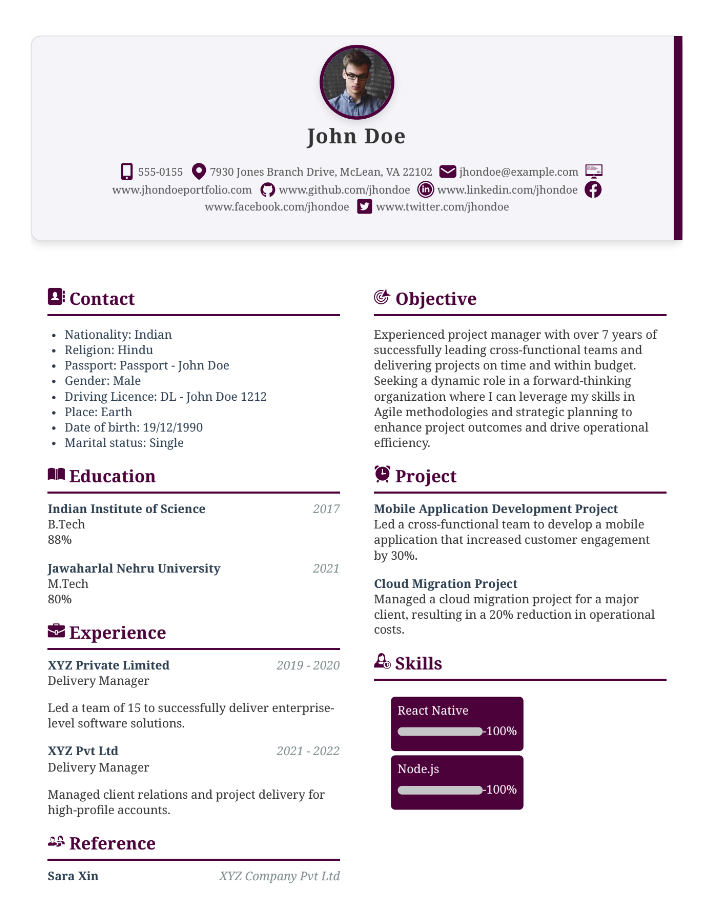 John Doe
555-0155 7930 Jones Branch Drive, McLean, VA 22102 jhondoe@example.com
www.jhondoeportfolio.com www.github.com/jhondoe www.linkedin.com/jhondoe
www.facebook.com/jhondoe www.twitter.com/jhondoe
Contact
• Nationality: Indian
• Religion: Hindu
• Passport: Passport - John Doe
• Gender: Male
• Driving Licence: DL - John Doe 1212
• Place: Earth
• Date of birth: 19/12/1990
• Marital status: Single
Education
Indian Institute of Science 2017
B.Tech
88%
Jawaharlal Nehru University 2021
M.Tech
80%
Experience
XYZ Private Limited 2019 - 2020
Delivery Manager
Led a team of 15 to successfully deliver enterprise-
level software solutions.
XYZ Pvt Ltd 2021 - 2022
Delivery Manager
Managed client relations and project delivery for
high-profile accounts.
Reference
Sara Xin XYZ Company Pvt Ltd
Objective
Experienced project manager with over 7 years of
successfully leading cross-functional teams and
delivering projects on time and within budget.
Seeking a dynamic role in a forward-thinking
organization where I can leverage my skills in
Agile methodologies and strategic planning to
enhance project outcomes and drive operational
efficiency.
Project
Mobile Application Development Project
Led a cross-functional team to develop a mobile
application that increased customer engagement
by 30%.
Cloud Migration Project
Managed a cloud migration project for a major
client, resulting in a 20% reduction in operational
costs.
Skills
React Native
-100%
Node.js
-100%